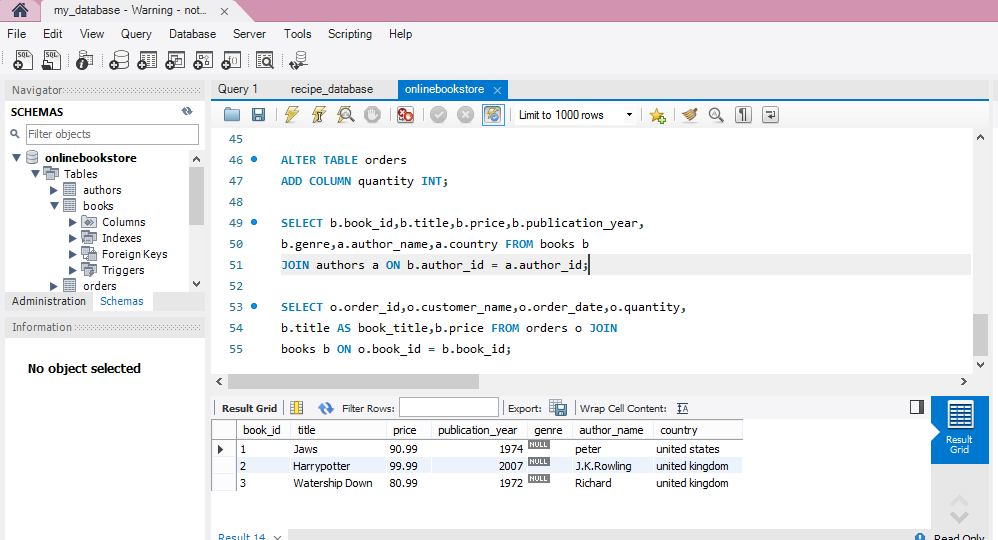 my_database - Warning - not...
File Edit View Query Database Server Tools Scripting Help
Navigator
SCHEMAS
Filter objects
onlinebookstore
Tables
authors
books
Columns
Indexes
Foreign Keys
Triggers
orders
Administration Schemas
Information
No object selected
Query 1 recipe_database onlinebookstore
Limit to 1000 rows
45
46 ALTER TABLE orders
47 ADD COLUMN quantity INT;
48
49 SELECT b.book_id,b.title,b.price,b.publication_year,
50 b.genre,a.author_name,a.country FROM books b
51 JOIN authors a ON b.author_id = a.author_id;
52
53 SELECT o.order_id,o.customer_name,o.order_date,o.quantity,
54 b.title AS book_title,b.price FROM orders o JOIN
55 books b ON o.book_id = b.book_id;
Result Grid Filter Rows: Export: Wrap Cell Content:
book_id title price publication_year genre author_name country
1 Jaws 90.99 1974 NULL peter united states
2 Harrypotter 99.99 2007 NULL J.K.Rowling united kingdom
3 Watership Down 80.99 1972 NULL Richard united kingdom
Result
Grid
Result 14 Read Only